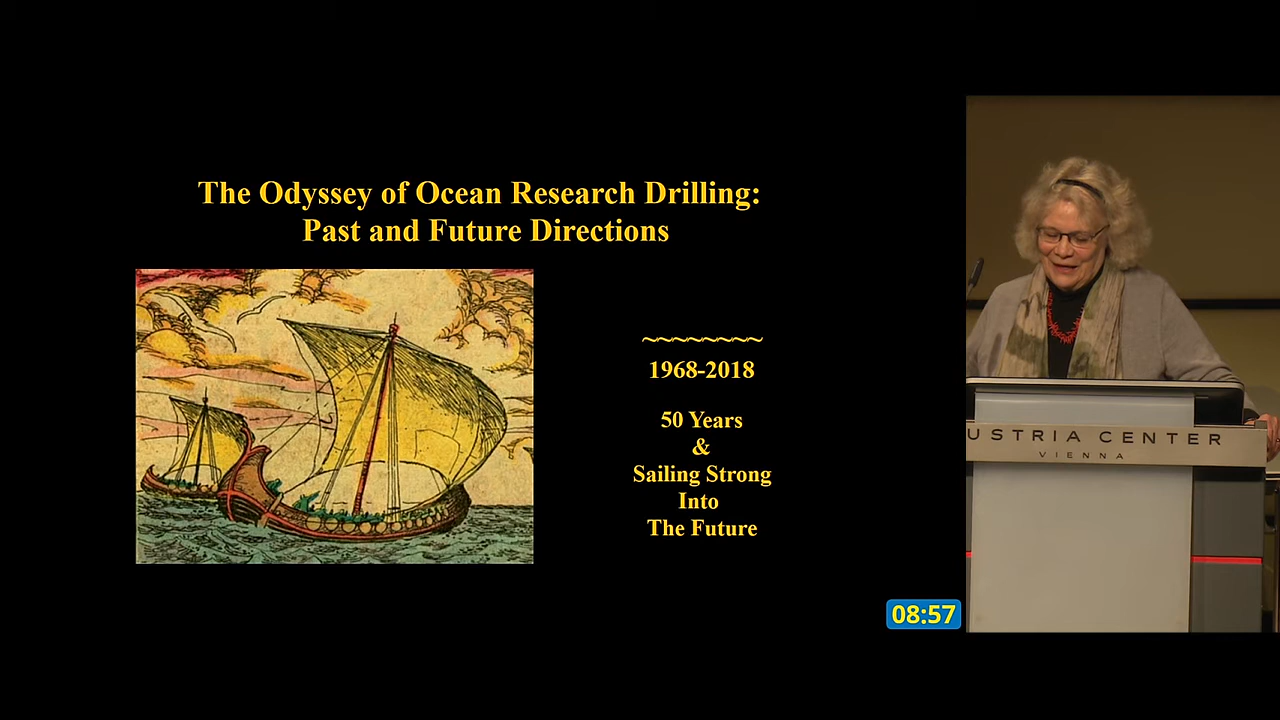 The Odyssey of Ocean Research Drilling:
Past and Future Directions
~~~~~~~~
1968-2018
50 Years
&
Sailing Strong
Into
The Future
08:57
USTRIA CENTER
VIENNA